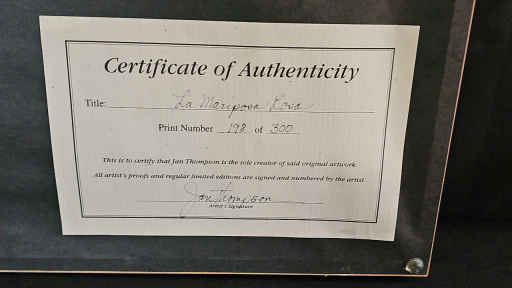 Certificate of Authenticity
Title: La Mariposa Rosa
Print Number 198 of 300
This is to certify that Jan Thompson is the sole creator of said original artwork
All artist's proofs and regular limited editions are signed and numbered by the artist
Jan Thompson
Artist's Signature